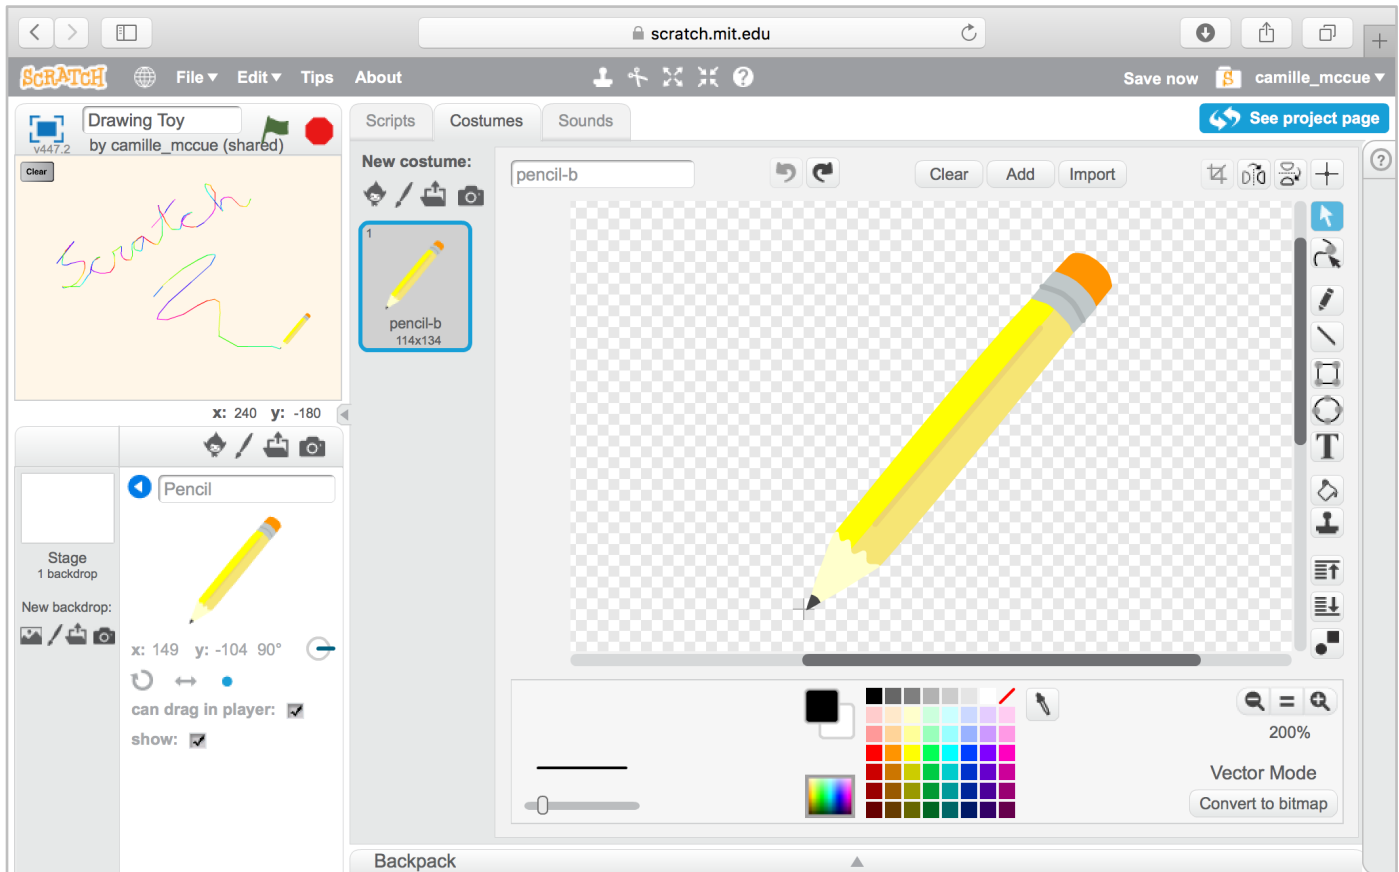 scratch.mit.edu
SCRATCH File Edit Tips About Save now S camille_mccue
Drawing Toy
v447.2 by camille_mccue (shared)
Scripts Costumes Sounds
See project page
Clear
Scratch
x: 240 y: -180
New costume:
1
pencil-b
114x134
pencil-b
Clear Add Import
T
Stage
1 backdrop
New backdrop:
Pencil
x: 149 y: -104 90°
can drag in player:
show:
200%
Vector Mode
Convert to bitmap
Backpack